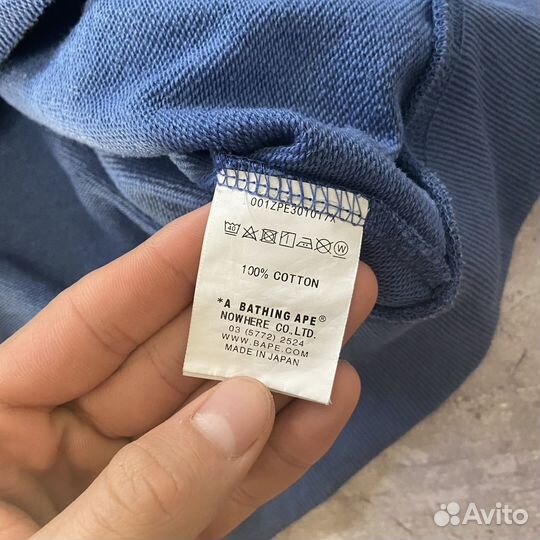 001ZPE301017X
100% COTTON
*A BATHING APE®
NOWHERE CO.,LTD.
03 (5772) 2524
WWW.BAPE.COM
MADE IN JAPAN
Avito